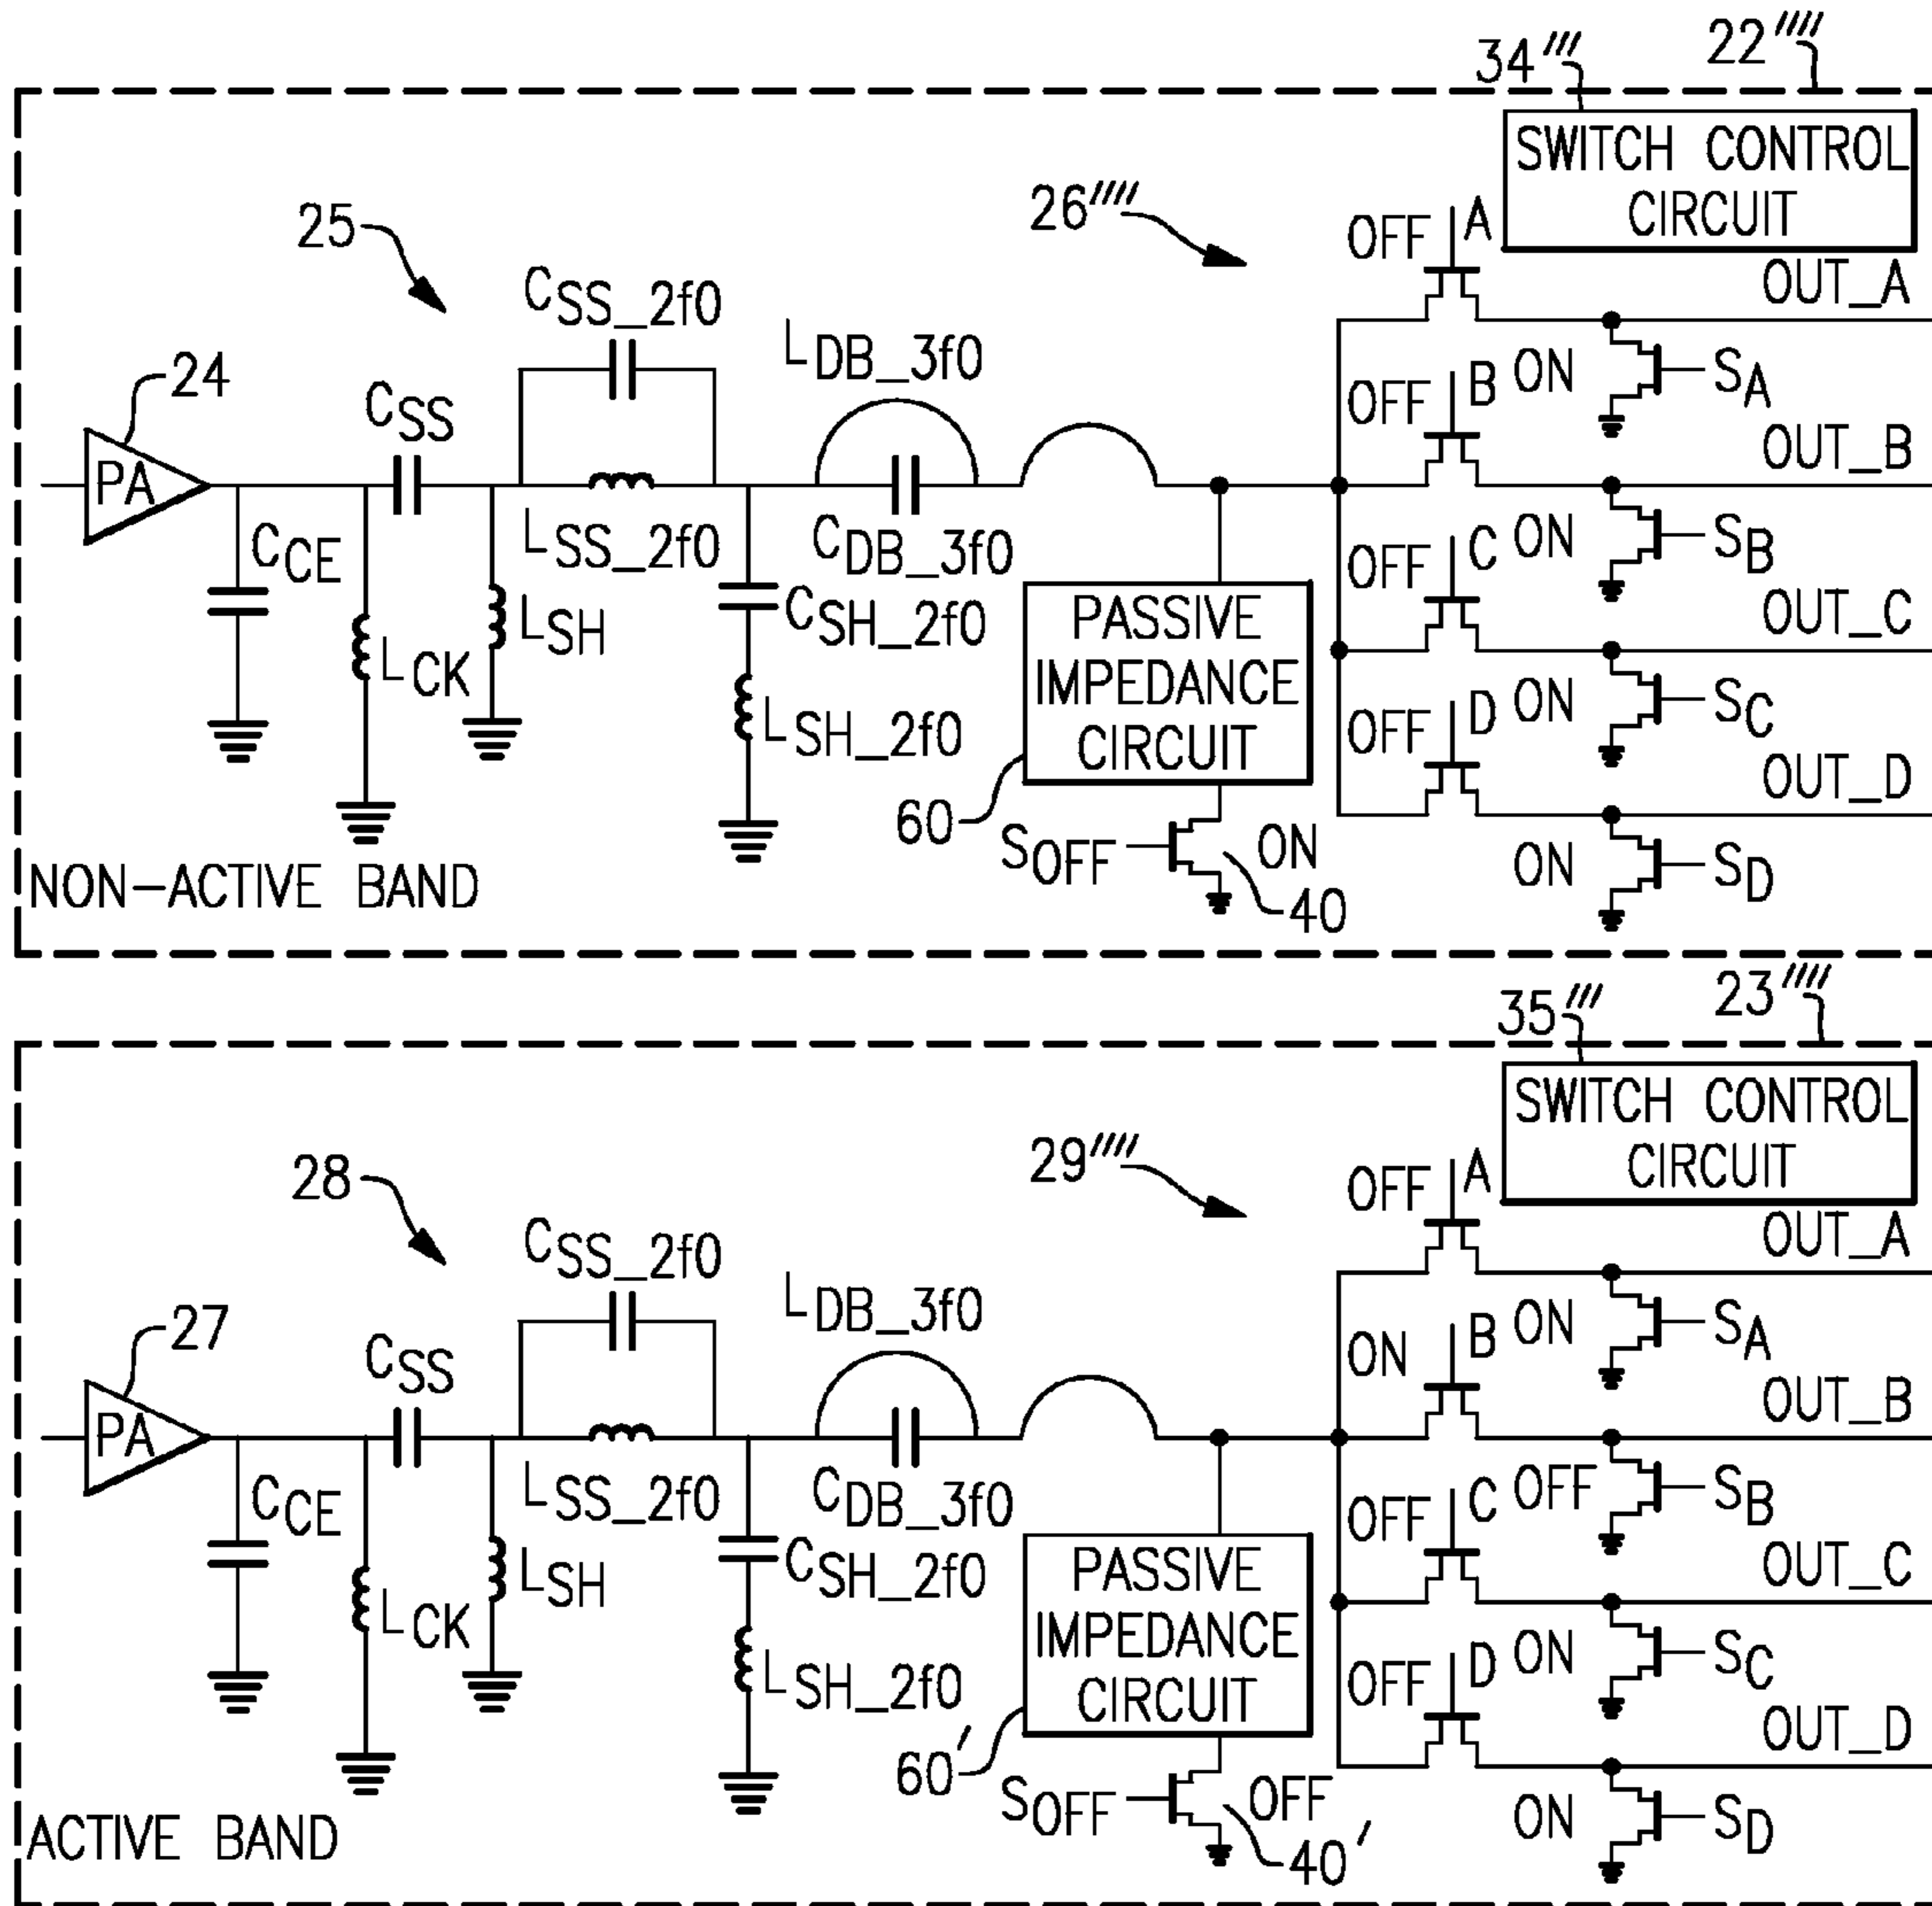 34''''
22''''
SWITCH CONTROL
CIRCUIT
25
26''''
OFF A
OUT_A
CSS_2f0
LDB_3f0
24
CSS
ON SA
OFF B
OUT_B
PA
CCE
LSS_2f0
CDB_3f0
ON SB
OFF C
OUT_C
LSH
CSH_2f0
PASSIVE
IMPEDANCE
CIRCUIT
LCK
LSH_2f0
ON SC
OFF D
OUT_D
60
SOFF
ON
40
ON SD
NON-ACTIVE BAND
35'''
23''''
SWITCH CONTROL
CIRCUIT
28
29''''
OFF A
OUT_A
CSS_2f0
LDB_3f0
27
CSS
ON SA
ON B
OUT_B
PA
CCE
LSS_2f0
CDB_3f0
OFF SB
OFF C
OUT_C
LSH
CSH_2f0
PASSIVE
IMPEDANCE
CIRCUIT
LCK
LSH_2f0
ON SC
OFF D
OUT_D
60'
SOFF
OFF
40'
ON SD
ACTIVE BAND